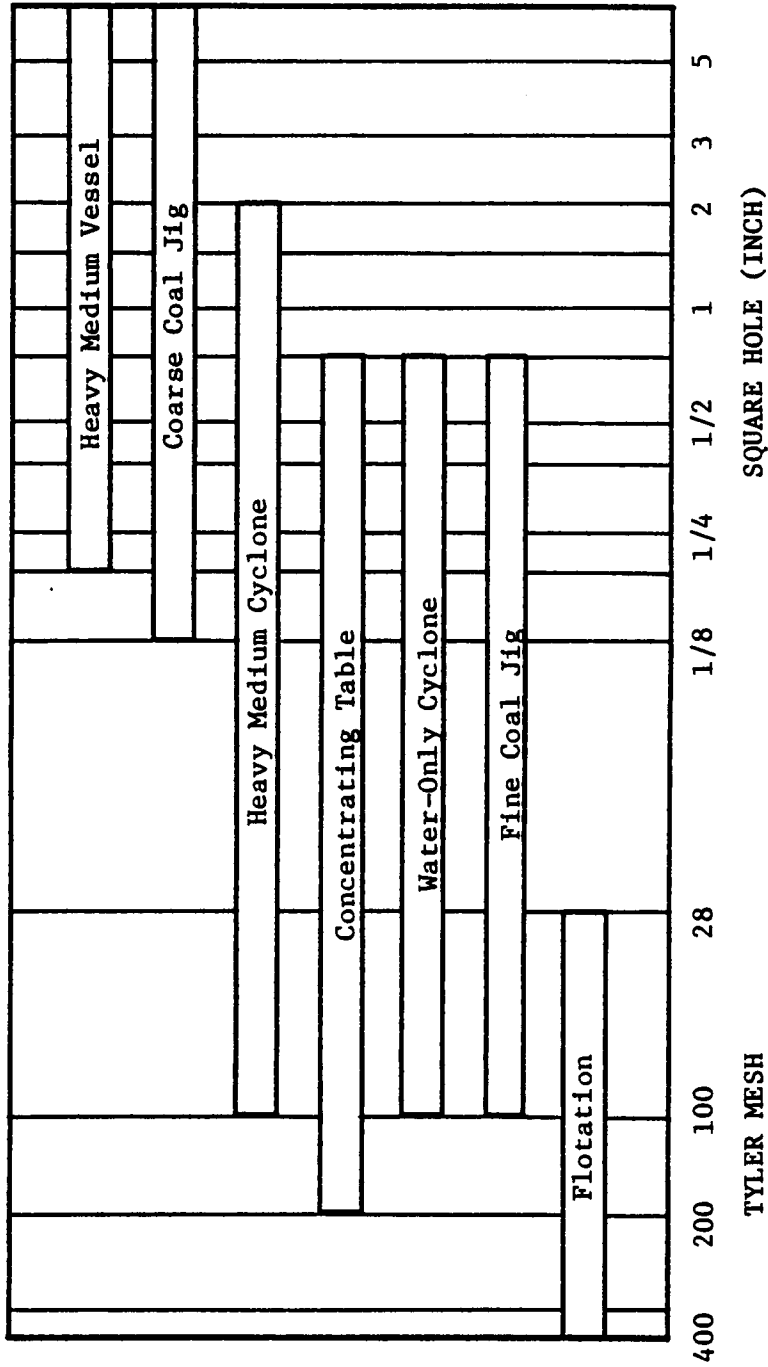 Heavy Medium Vessel
Coarse Coal Jig
Heavy Medium Cyclone
Concentrating Table
Water-Only Cyclone
Fine Coal Jig
Flotation
400 200 100 28 1/8 1/4 1/2 1 2 3 5
TYLER MESH SQUARE HOLE (INCH)